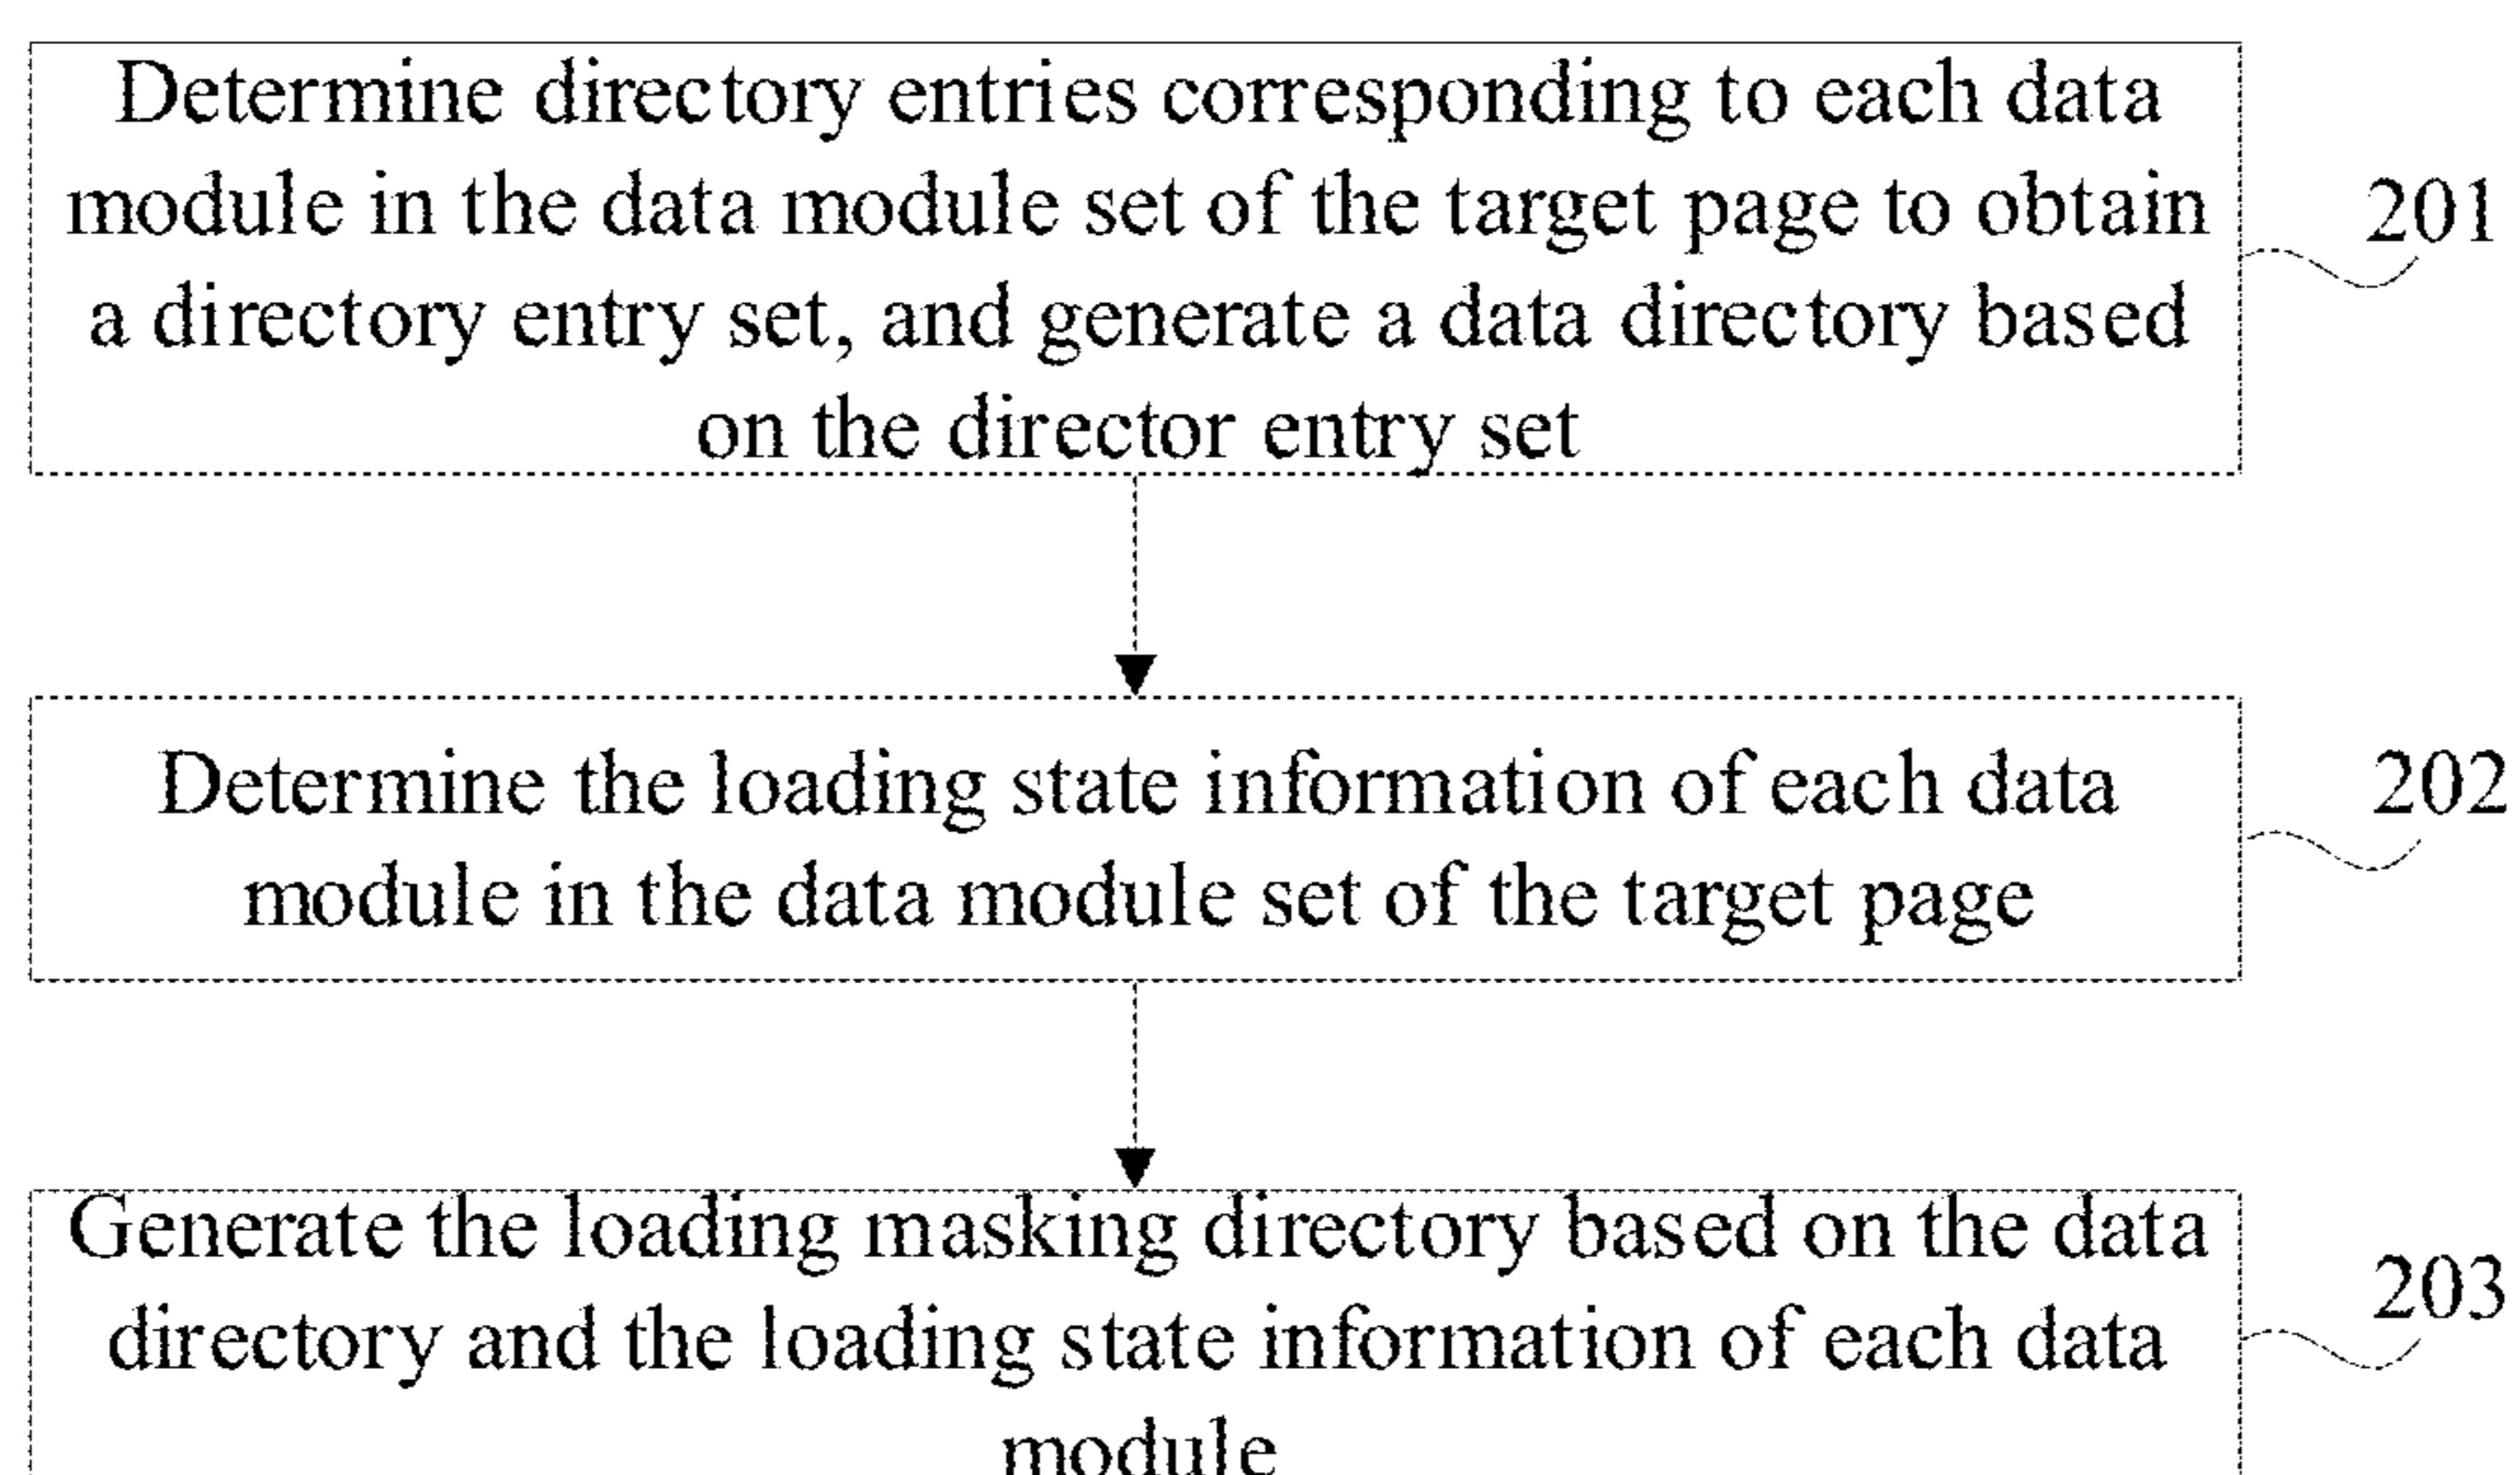 Determine directory entries corresponding to each data
module in the data module set of the target page to obtain
a directory entry set, and generate a data directory based
on the director entry set
201
Determine the loading state information of each data
module in the data module set of the target page
202
Generate the loading masking directory based on the data
directory and the loading state information of each data
module
203